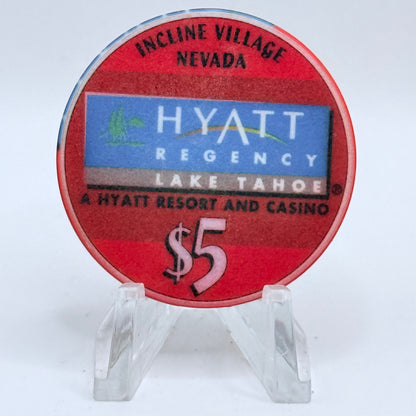 INCLINE VILLAGE
NEVADA
HYATT
REGENCY
LAKE TAHOE®
A HYATT RESORT AND CASINO
$5